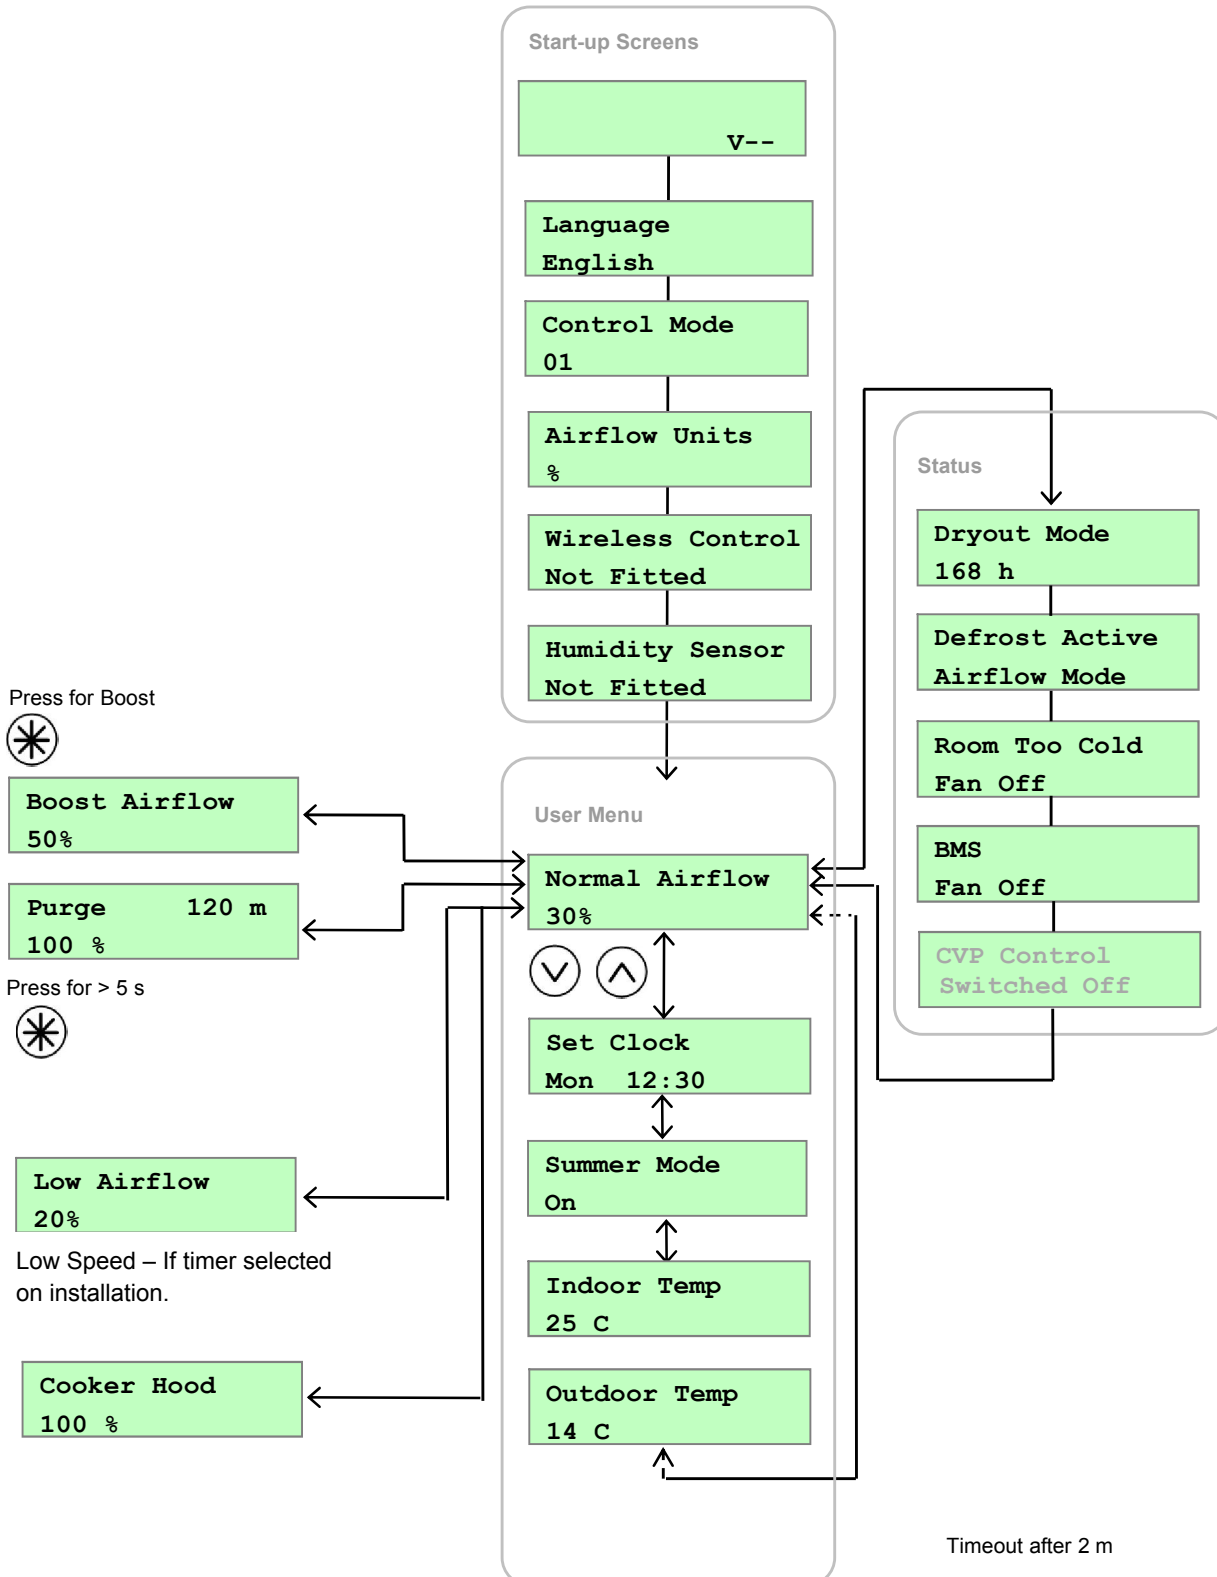 Start-up Screens
V--
Language
English
Control Mode
01
Airflow Units
%
Wireless Control
Not Fitted
Humidity Sensor
Not Fitted
Status
Dryout Mode
168 h
Defrost Active
Airflow Mode
Room Too Cold
Fan Off
BMS
Fan Off
CVP Control
Switched Off
Press for Boost
Boost Airflow
50%
Purge 120 m
100 %
Press for > 5 s
Low Airflow
20%
Low Speed – If timer selected
on installation.
Cooker Hood
100 %
User Menu
Normal Airflow
30%
Set Clock
Mon 12:30
Summer Mode
On
Indoor Temp
25 C
Outdoor Temp
14 C
Timeout after 2 m